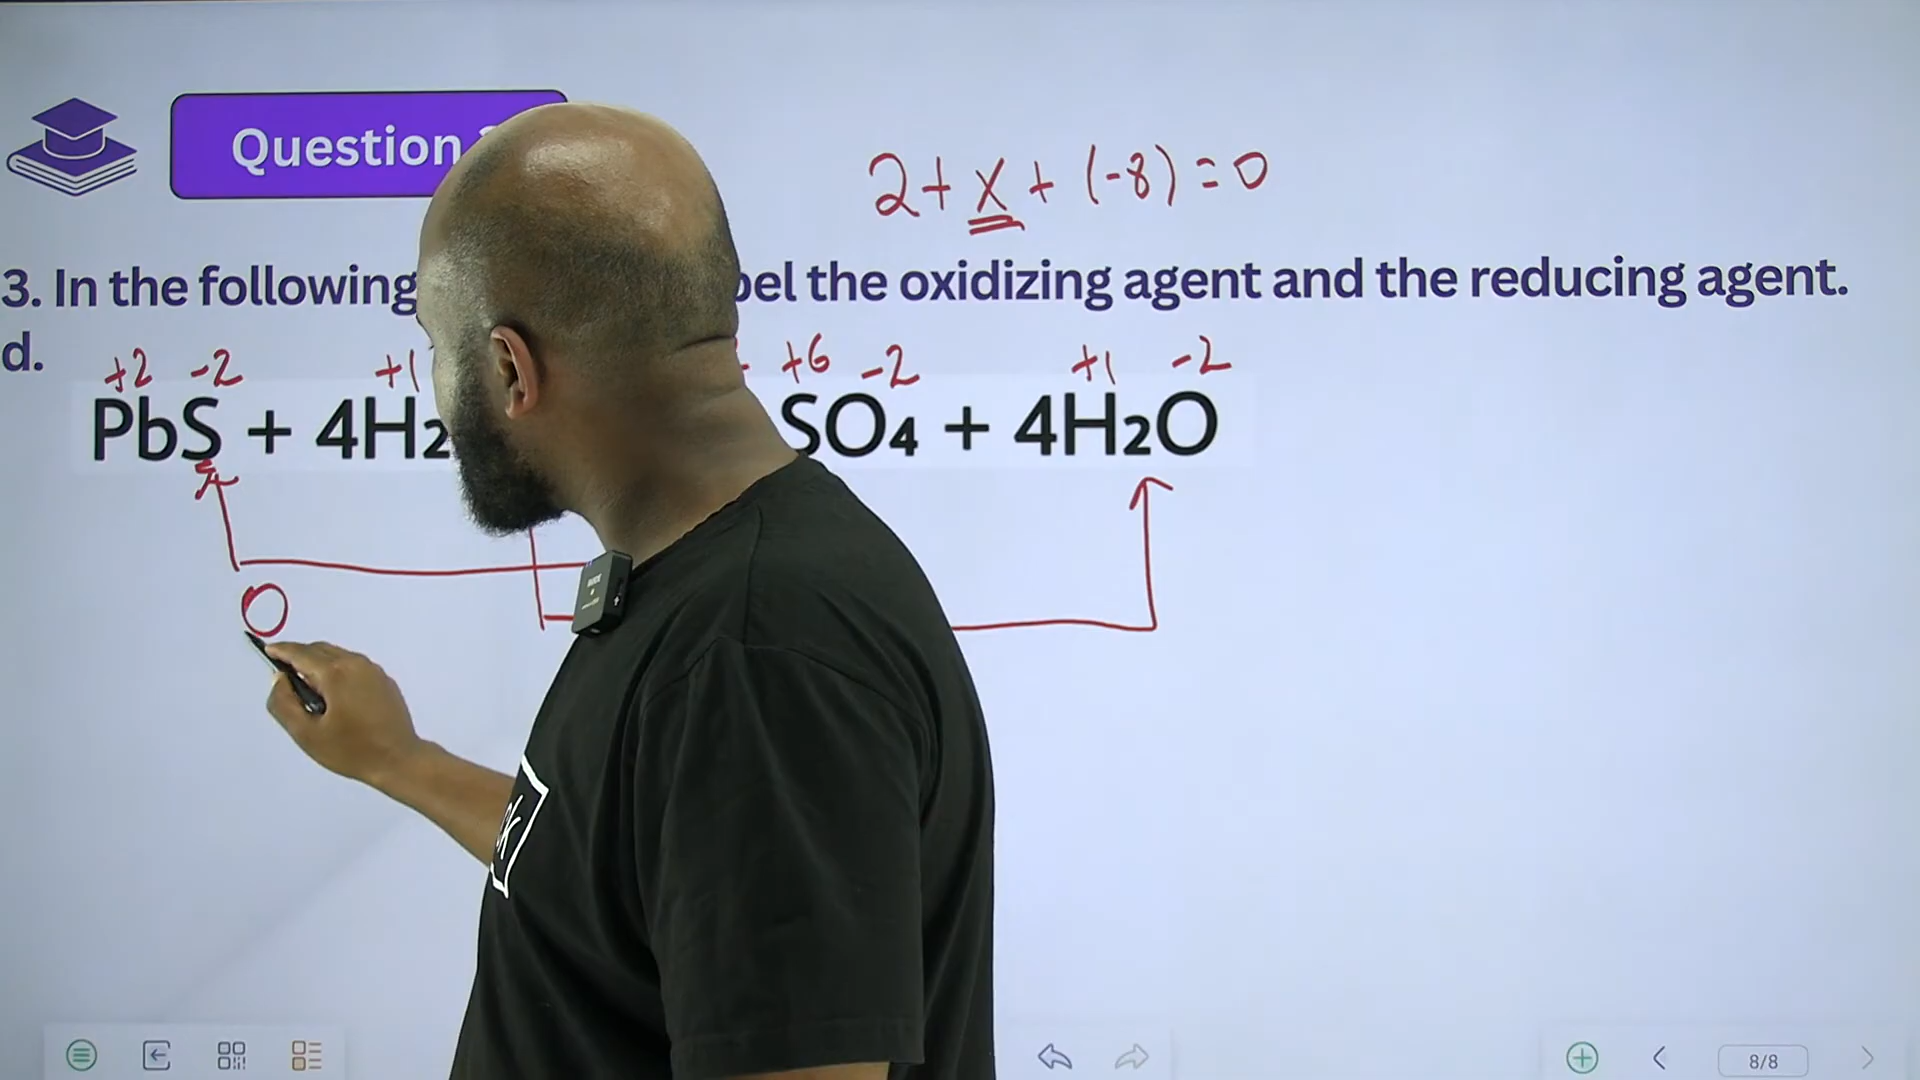 Question
2 + x + (-8) = 0
3. In the following bel the oxidizing agent and the reducing agent.
d.
+2 -2 +1 +6 -2 +1 -2
PbS + 4H₂ SO₄ + 4H₂O
O
8/8